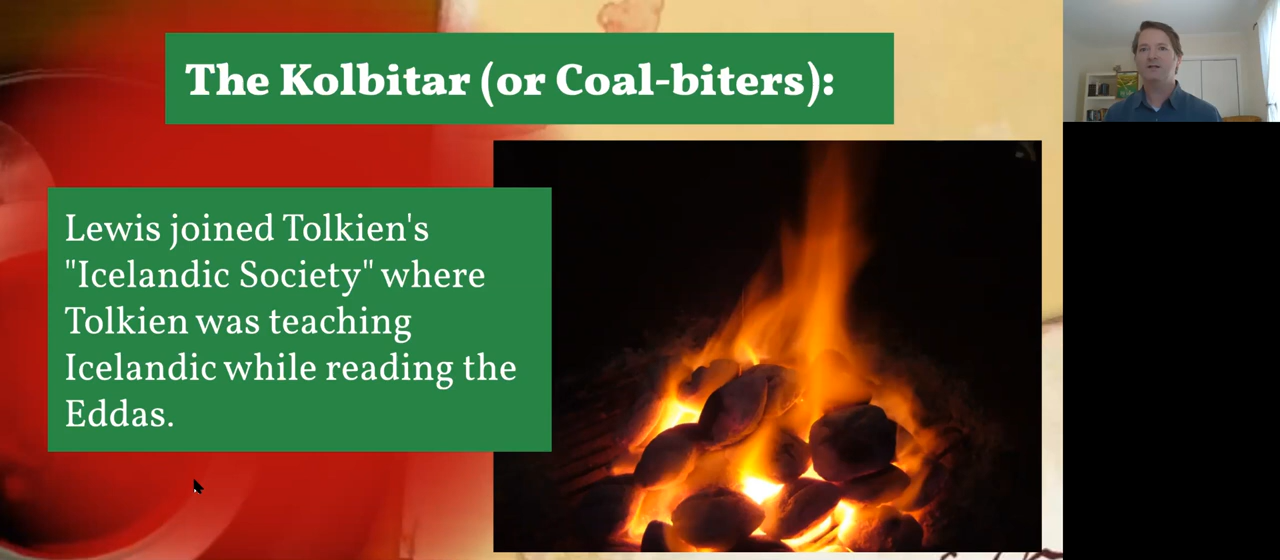 The Kolbitar (or Coal-biters):
Lewis joined Tolkien's
"Icelandic Society" where
Tolkien was teaching
Icelandic while reading the
Eddas.